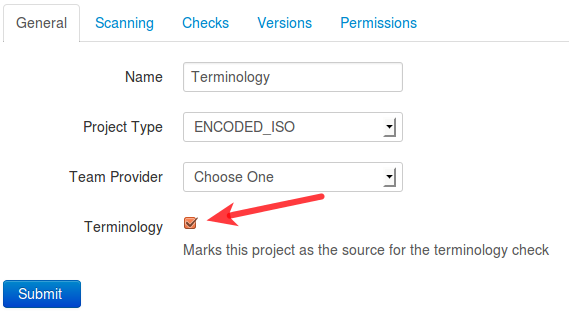 General Scanning Checks Versions Permissions
Name Terminology
Project Type ENCODED_ISO
Team Provider Choose One
Terminology
Marks this project as the source for the terminology check
Submit